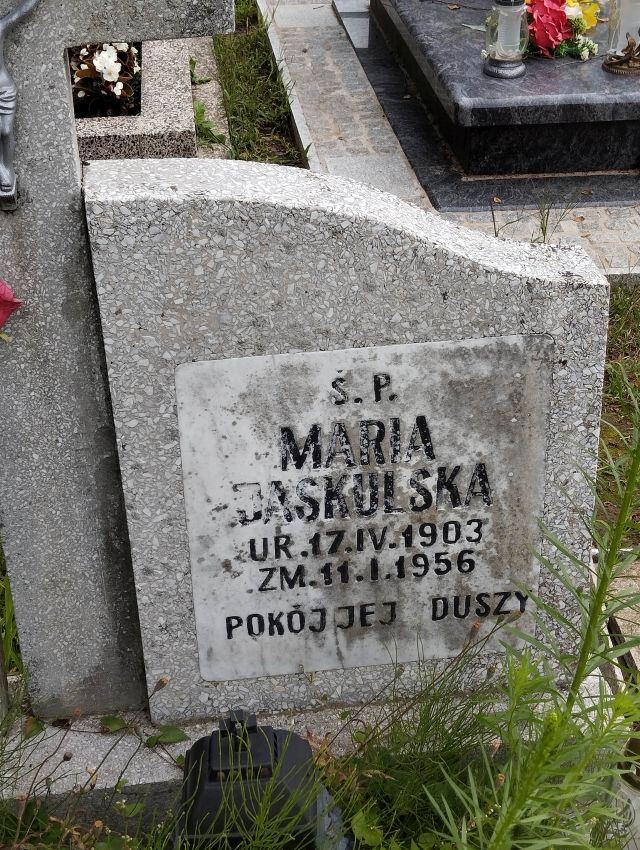 Ś. P.
MARIA
JASKULSKA
UR. 17. IV. 1903
ZM. 11. I. 1956
POKÓJ JEJ DUSZY